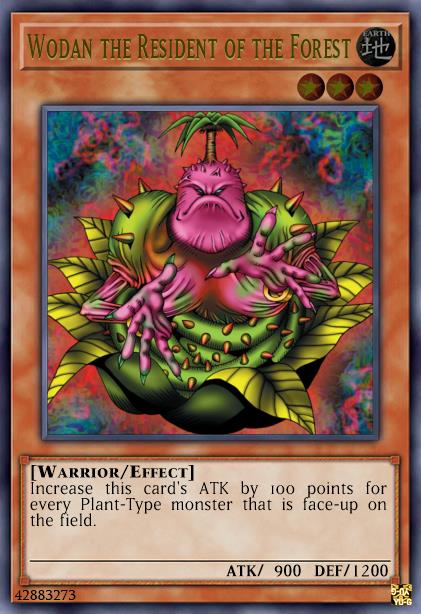 Wodan the Resident of the Forest
EARTH
地
[Warrior/Effect]
Increase this card's ATK by 100 points for
every Plant-Type monster that is face-up on
the field.
ATK/ 900 DEF/1200
42883273